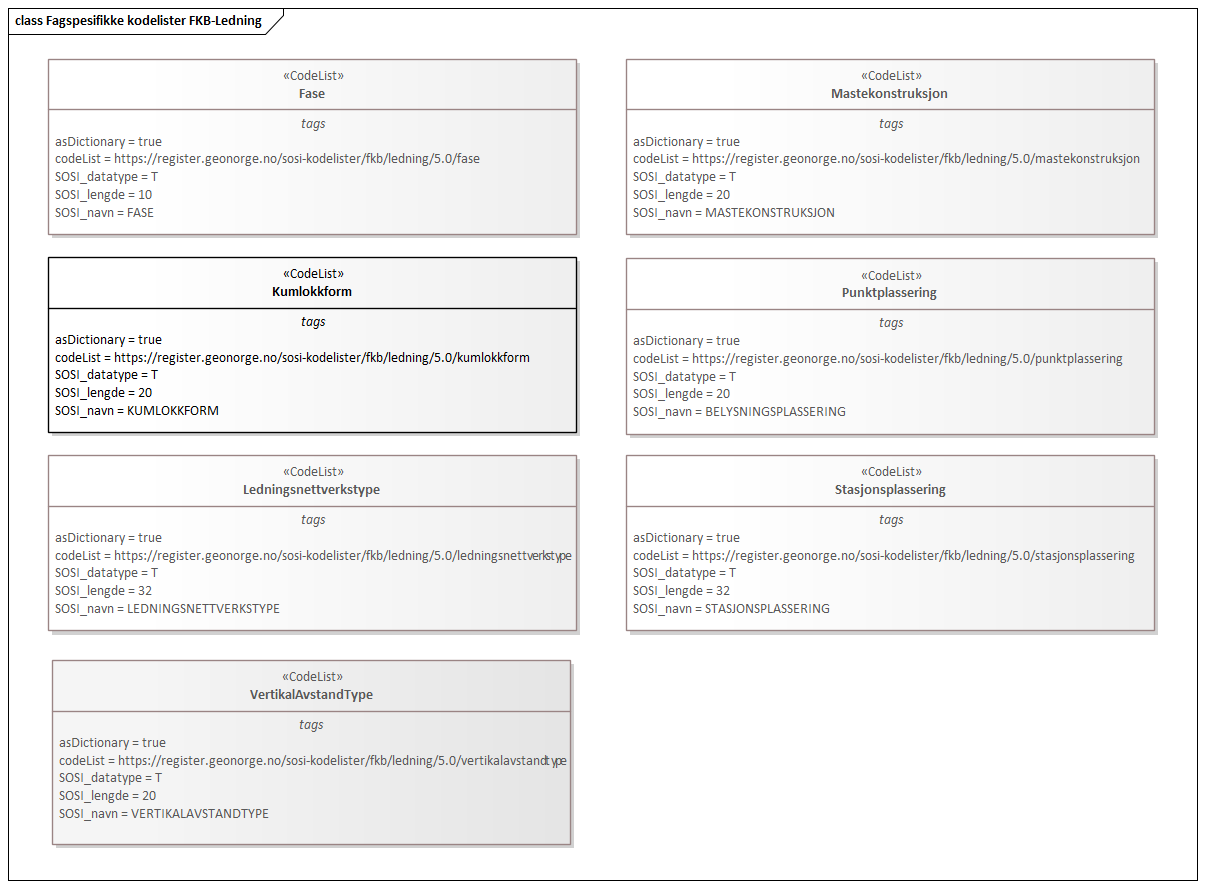 class Fagspesifikke kodelister FKB-Ledning
«CodeList»
Fase
tags
asDictionary = true
codeList = https://register.geonorge.no/sosi-kodelister/fkb/ledning/5.0/fase
SOSI_datatype = T
SOSI_lengde = 10
SOSI_navn = FASE
«CodeList»
Mastekonstruksjon
tags
asDictionary = true
codeList = https://register.geonorge.no/sosi-kodelister/fkb/ledning/5.0/mastekonstruksjon
SOSI_datatype = T
SOSI_lengde = 20
SOSI_navn = MASTEKONSTRUKSJON
«CodeList»
Kumlokkform
tags
asDictionary = true
codeList = https://register.geonorge.no/sosi-kodelister/fkb/ledning/5.0/kumlokkform
SOSI_datatype = T
SOSI_lengde = 20
SOSI_navn = KUMLOKKFORM
«CodeList»
Punktplassering
tags
asDictionary = true
codeList = https://register.geonorge.no/sosi-kodelister/fkb/ledning/5.0/punktplassering
SOSI_datatype = T
SOSI_lengde = 20
SOSI_navn = BELYSNINGSPLASSERING
«CodeList»
Ledningsnettverkstype
tags
asDictionary = true
codeList = https://register.geonorge.no/sosi-kodelister/fkb/ledning/5.0/ledningsnettverkstype
SOSI_datatype = T
SOSI_lengde = 32
SOSI_navn = LEDNINGSNETTVERKSTYPE
«CodeList»
Stasjonsplassering
tags
asDictionary = true
codeList = https://register.geonorge.no/sosi-kodelister/fkb/ledning/5.0/stasjonsplassering
SOSI_datatype = T
SOSI_lengde = 32
SOSI_navn = STASJONSPLASSERING
«CodeList»
VertikalAvstandType
tags
asDictionary = true
codeList = https://register.geonorge.no/sosi-kodelister/fkb/ledning/5.0/vertikalavstandtype
SOSI_datatype = T
SOSI_lengde = 20
SOSI_navn = VERTIKALAVSTANDTYPE